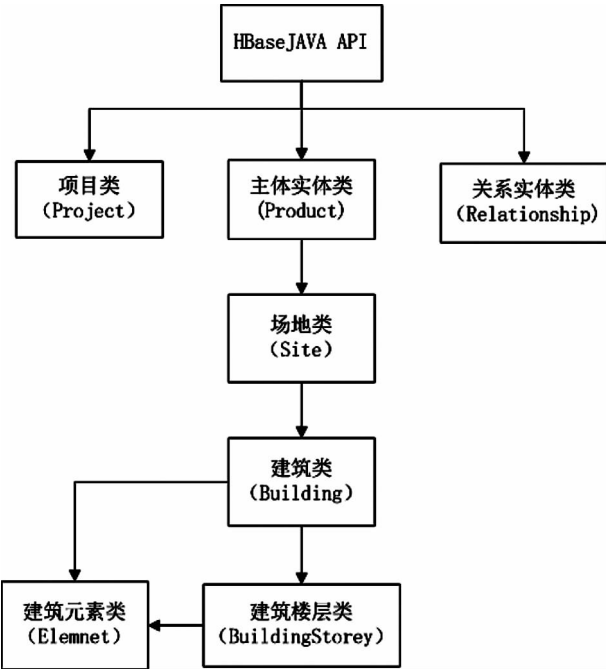 HBaseJAVA API
项目类
（Project）
主体实体类
(Product)
关系实体类
（Relationship)
场地类
（Site）
建筑类
（Building）
建筑元素类
（Elemnet）
建筑楼层类
（BuildingStorey）